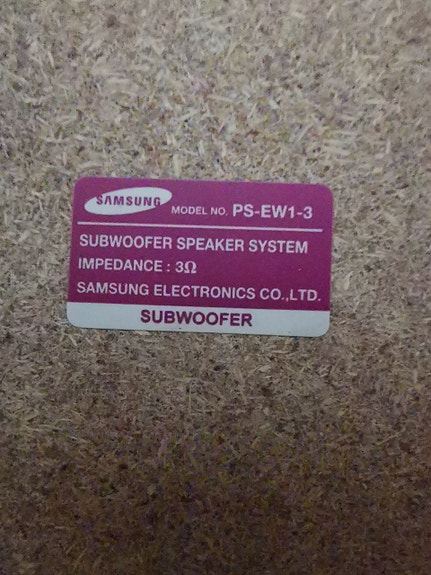 SAMSUNG MODEL NO. PS-EW1-3
SUBWOOFER SPEAKER SYSTEM
IMPEDANCE : 3Ω
SAMSUNG ELECTRONICS CO.,LTD.
SUBWOOFER